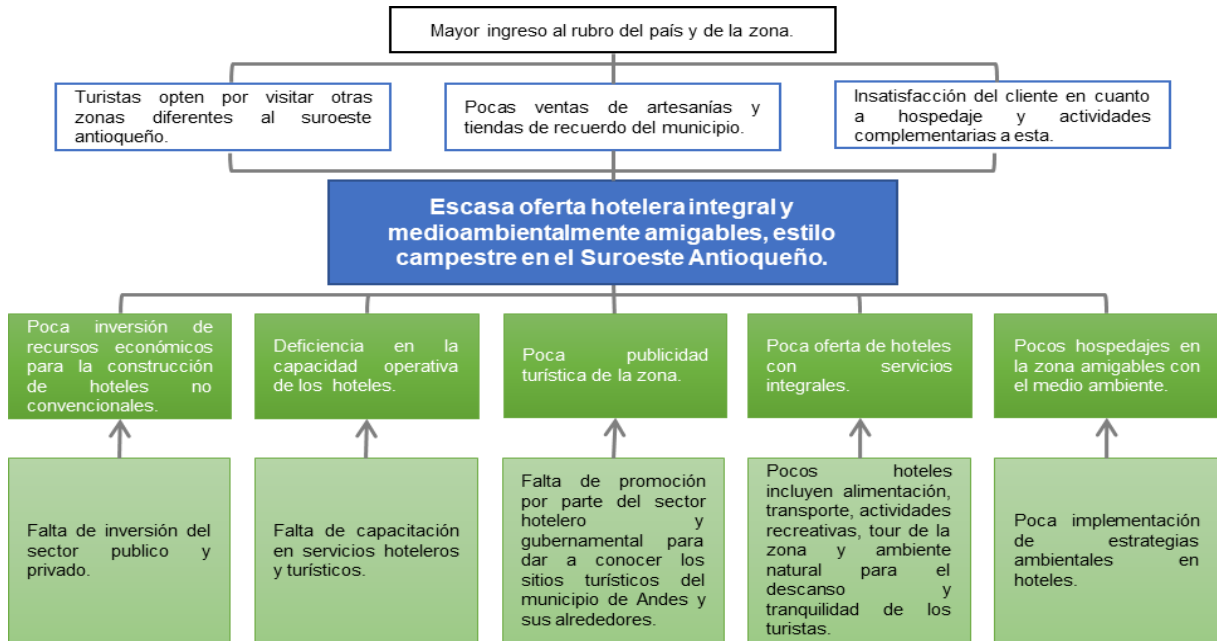 Mayor ingreso al rubro del país y de la zona.
Turistas opten por visitar otras
zonas diferentes al suroeste
antioqueño.
Pocas ventas de artesanías y
tiendas de recuerdo del municipio.
Insatisfacción del cliente en cuanto
a hospedaje y actividades
complementarias a esta.
Escasa oferta hotelera integral y
medioambientalmente amigables, estilo
campestre en el Suroeste Antioqueño.
Poca inversión de
recursos económicos
para la construcción
de hoteles no
convencionales.
Deficiencia en la
capacidad operativa
de los hoteles.
Poca publicidad
turística de la zona.
Poca oferta de hoteles
con servicios
integrales.
Pocos hospedajes en
la zona amigables con
el medio ambiente.
Falta de inversión del
sector publico y
privado.
Falta de capacitación
en servicios hoteleros
y turísticos.
Falta de promoción
por parte del sector
hotelero y
gubernamental para
dar a conocer los
sitios turísticos del
municipio de Andes y
sus alrededores.
Pocos hoteles
incluyen alimentación,
transporte, actividades
recreativas, tour de la
zona y ambiente
natural para el
descanso y
tranquilidad de los
turistas.
Poca implementación
de estrategias
ambientales en
hoteles.